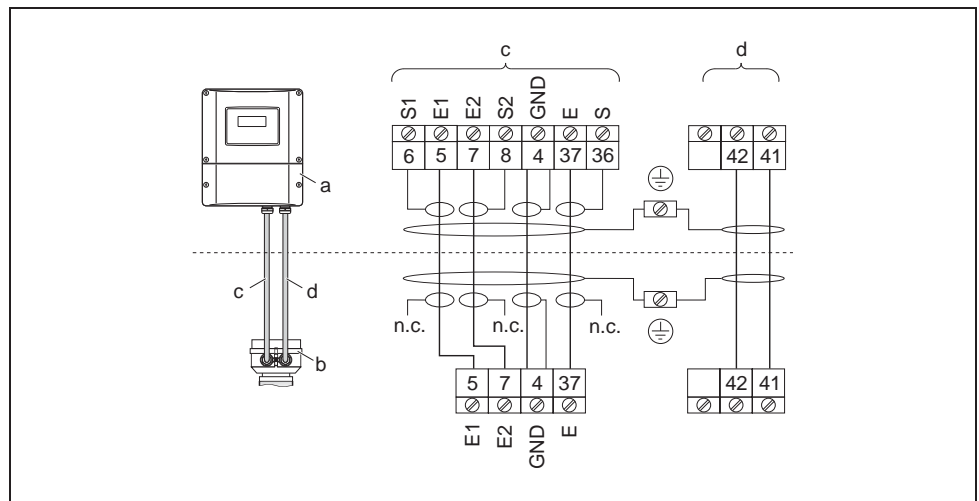 c d
S1 E1 E2 S2 GND E S
6 5 7 8 4 37 36 42 41
a
c d
n.c. n.c. n.c.
b
5 7 4 37 42 41
E1 E2 GND E